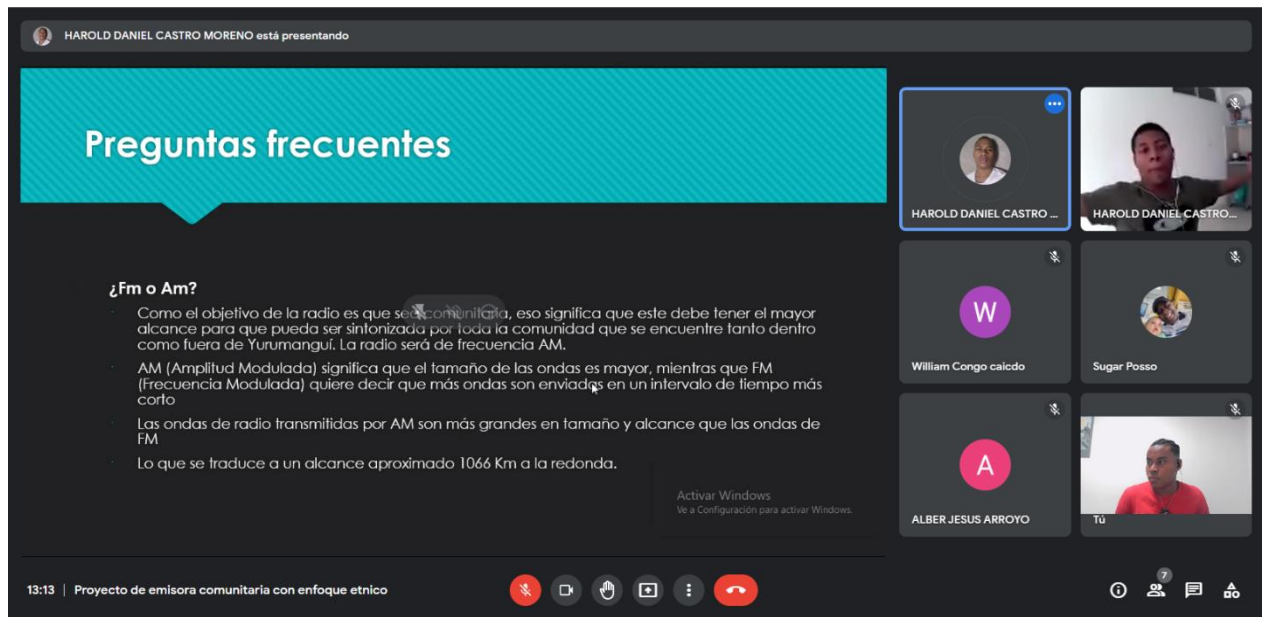 HAROLD DANIEL CASTRO MORENO está presentando
Preguntas frecuentes
¿Fm o Am?
Como el objetivo de la radio es que sea comunitaria, eso significa que este debe tener el mayor
alcance para que pueda ser sintonizada por toda la comunidad que se encuentre tanto dentro
como fuera de Yurumanguí. La radio será de frecuencia AM.
AM (Amplitud Modulada) significa que el tamaño de las ondas es mayor, mientras que FM
(Frecuencia Modulada) quiere decir que más ondas son enviadas en un intervalo de tiempo más
corto
Las ondas de radio transmitidas por AM son más grandes en tamaño y alcance que las ondas de
FM
Lo que se traduce a un alcance aproximado 1066 Km a la redonda.
Activar Windows
Ve a Configuración para activar Windows.
HAROLD DANIEL CASTRO ...
HAROLD DANIEL CASTRO...
W
William Congo caicdo
Sugar Posso
A
ALBER JESUS ARROYO
Tú
13:13 | Proyecto de emisora comunitaria con enfoque etnico
7